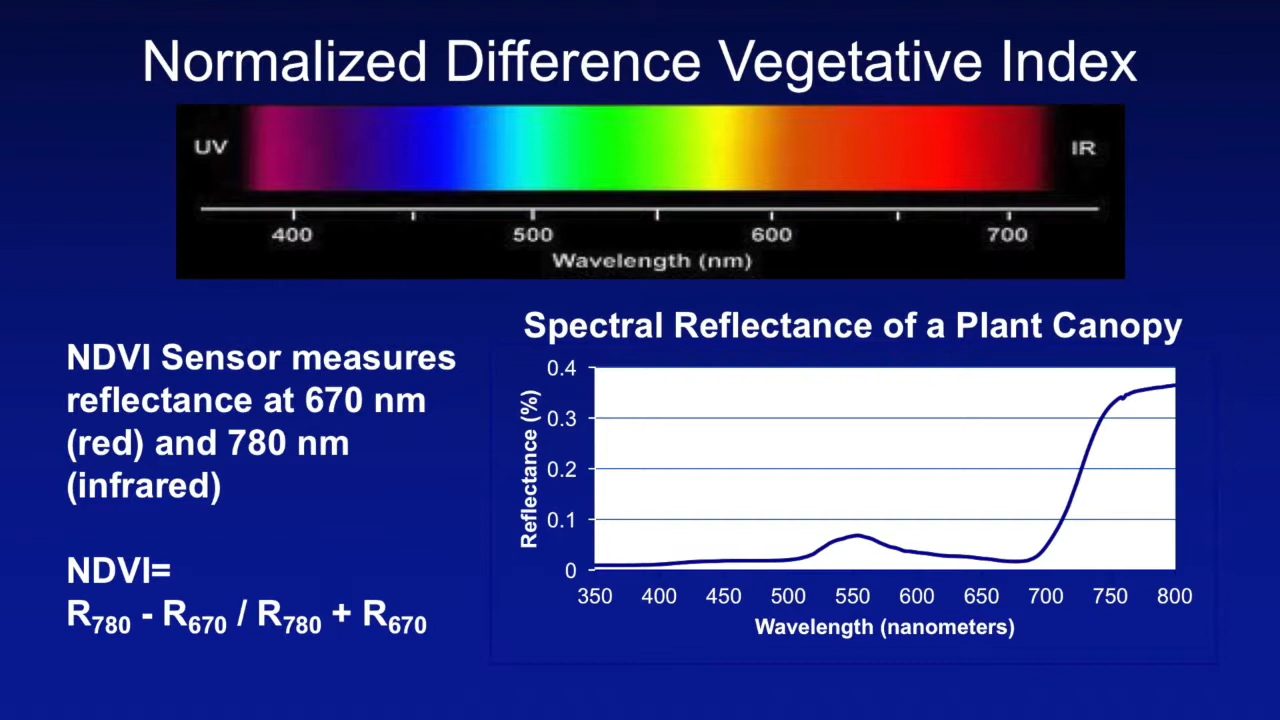 Normalized Difference Vegetative Index
UV
IR
400 500 600 700
Wavelength (nm)
NDVI Sensor measures
reflectance at 670 nm
(red) and 780 nm
(infrared)
NDVI=
R780 - R670 / R780 + R670
Spectral Reflectance of a Plant Canopy
Reflectance (%)
0.4
0.3
0.2
0.1
0
350 400 450 500 550 600 650 700 750 800
Wavelength (nanometers)